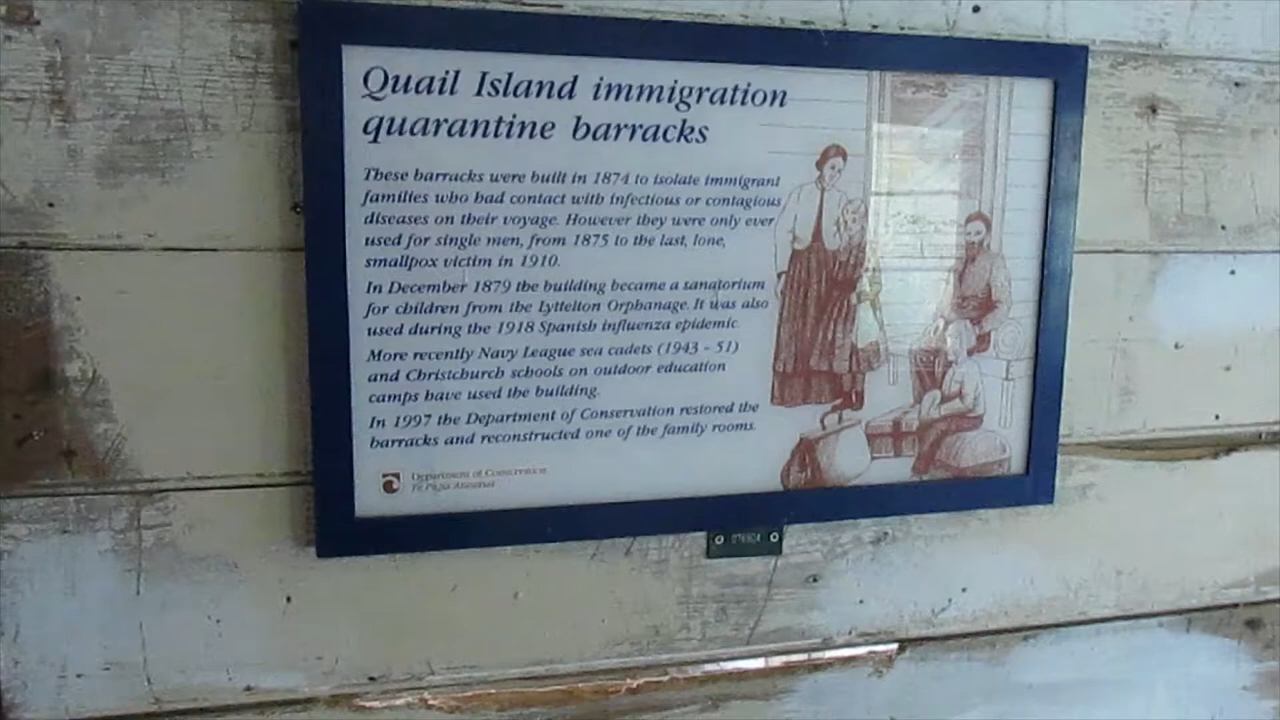 Quail Island immigration
quarantine barracks
These barracks were built in 1874 to isolate immigrant
families who had contact with infectious or contagious
diseases on their voyage. However they were only ever
used for single men, from 1875 to the last, lone,
smallpox victim in 1910.
In December 1879 the building became a sanatorium
for children from the Lyttelton Orphanage. It was also
used during the 1918 Spanish influenza epidemic.
More recently Navy League sea cadets (1943 - 51)
and Christchurch schools on outdoor education
camps have used the building.
In 1997 the Department of Conservation restored the
barracks and reconstructed one of the family rooms.
Department of Conservation
Te Papa Atawhai